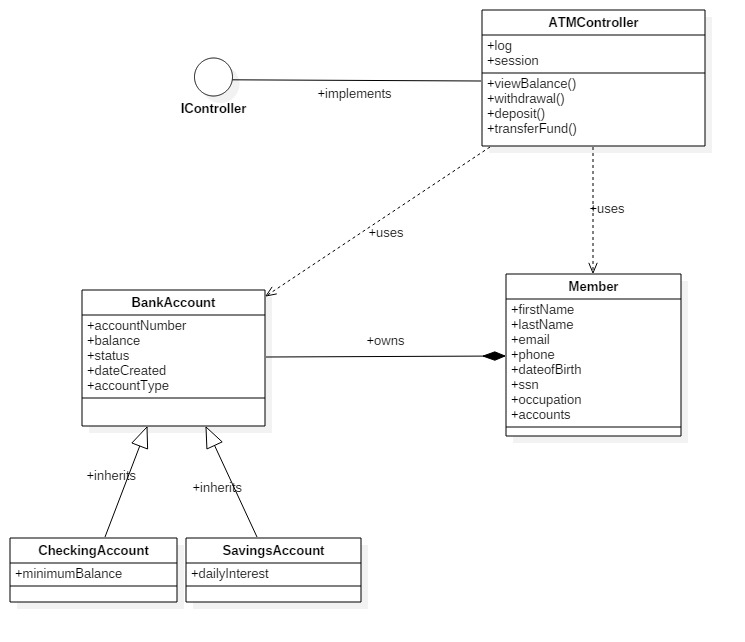 ATMController
+log
+session
+viewBalance()
+withdrawal()
+deposit()
+transferFund()
IController
+implements
+uses
+uses
BankAccount
+accountNumber
+balance
+status
+dateCreated
+accountType
+owns
Member
+firstName
+lastName
+email
+phone
+dateofBirth
+ssn
+occupation
+accounts
+inherits
+inherits
CheckingAccount
+minimumBalance
SavingsAccount
+dailyInterest